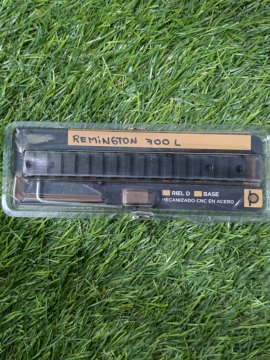 REMINGTON 700 L
RIEL D BASE
MECANIZADO CNC EN ACERO